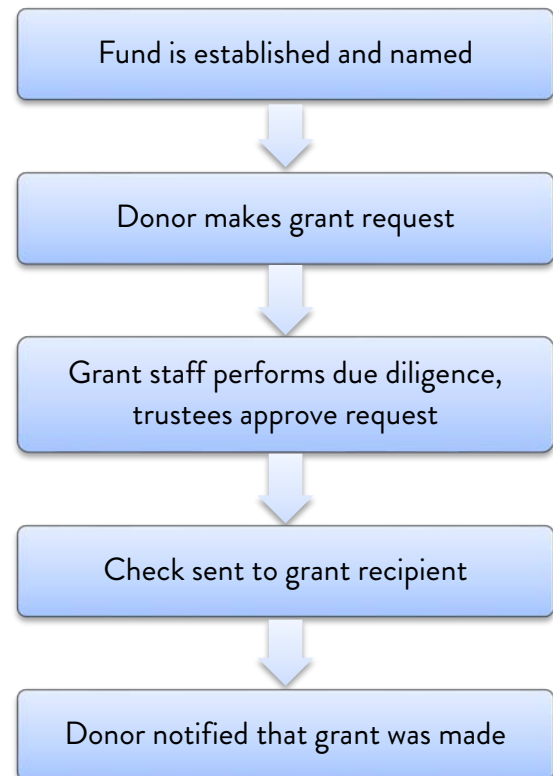 Fund is established and named
Donor makes grant request
Grant staff performs due diligence,
trustees approve request
Check sent to grant recipient
Donor notified that grant was made